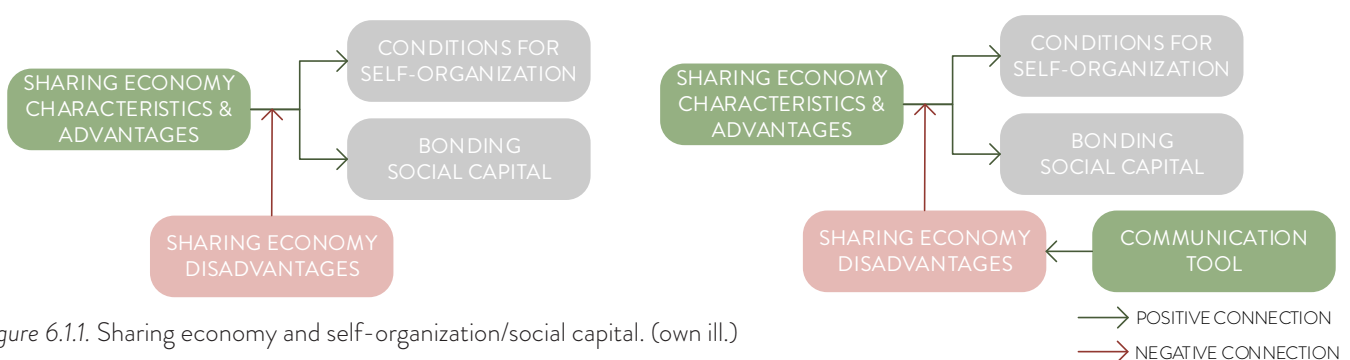 SHARING ECONOMY
CHARACTERISTICS &
ADVANTAGES
CONDITIONS FOR
SELF-ORGANIZATION
BONDING
SOCIAL CAPITAL
SHARING ECONOMY
DISADVANTAGES
SHARING ECONOMY
CHARACTERISTICS &
ADVANTAGES
CONDITIONS FOR
SELF-ORGANIZATION
BONDING
SOCIAL CAPITAL
SHARING ECONOMY
DISADVANTAGES
COMMUNICATION
TOOL
POSITIVE CONNECTION
NEGATIVE CONNECTION
gure 6.1.1. Sharing economy and self-organization/social capital. (own ill.)